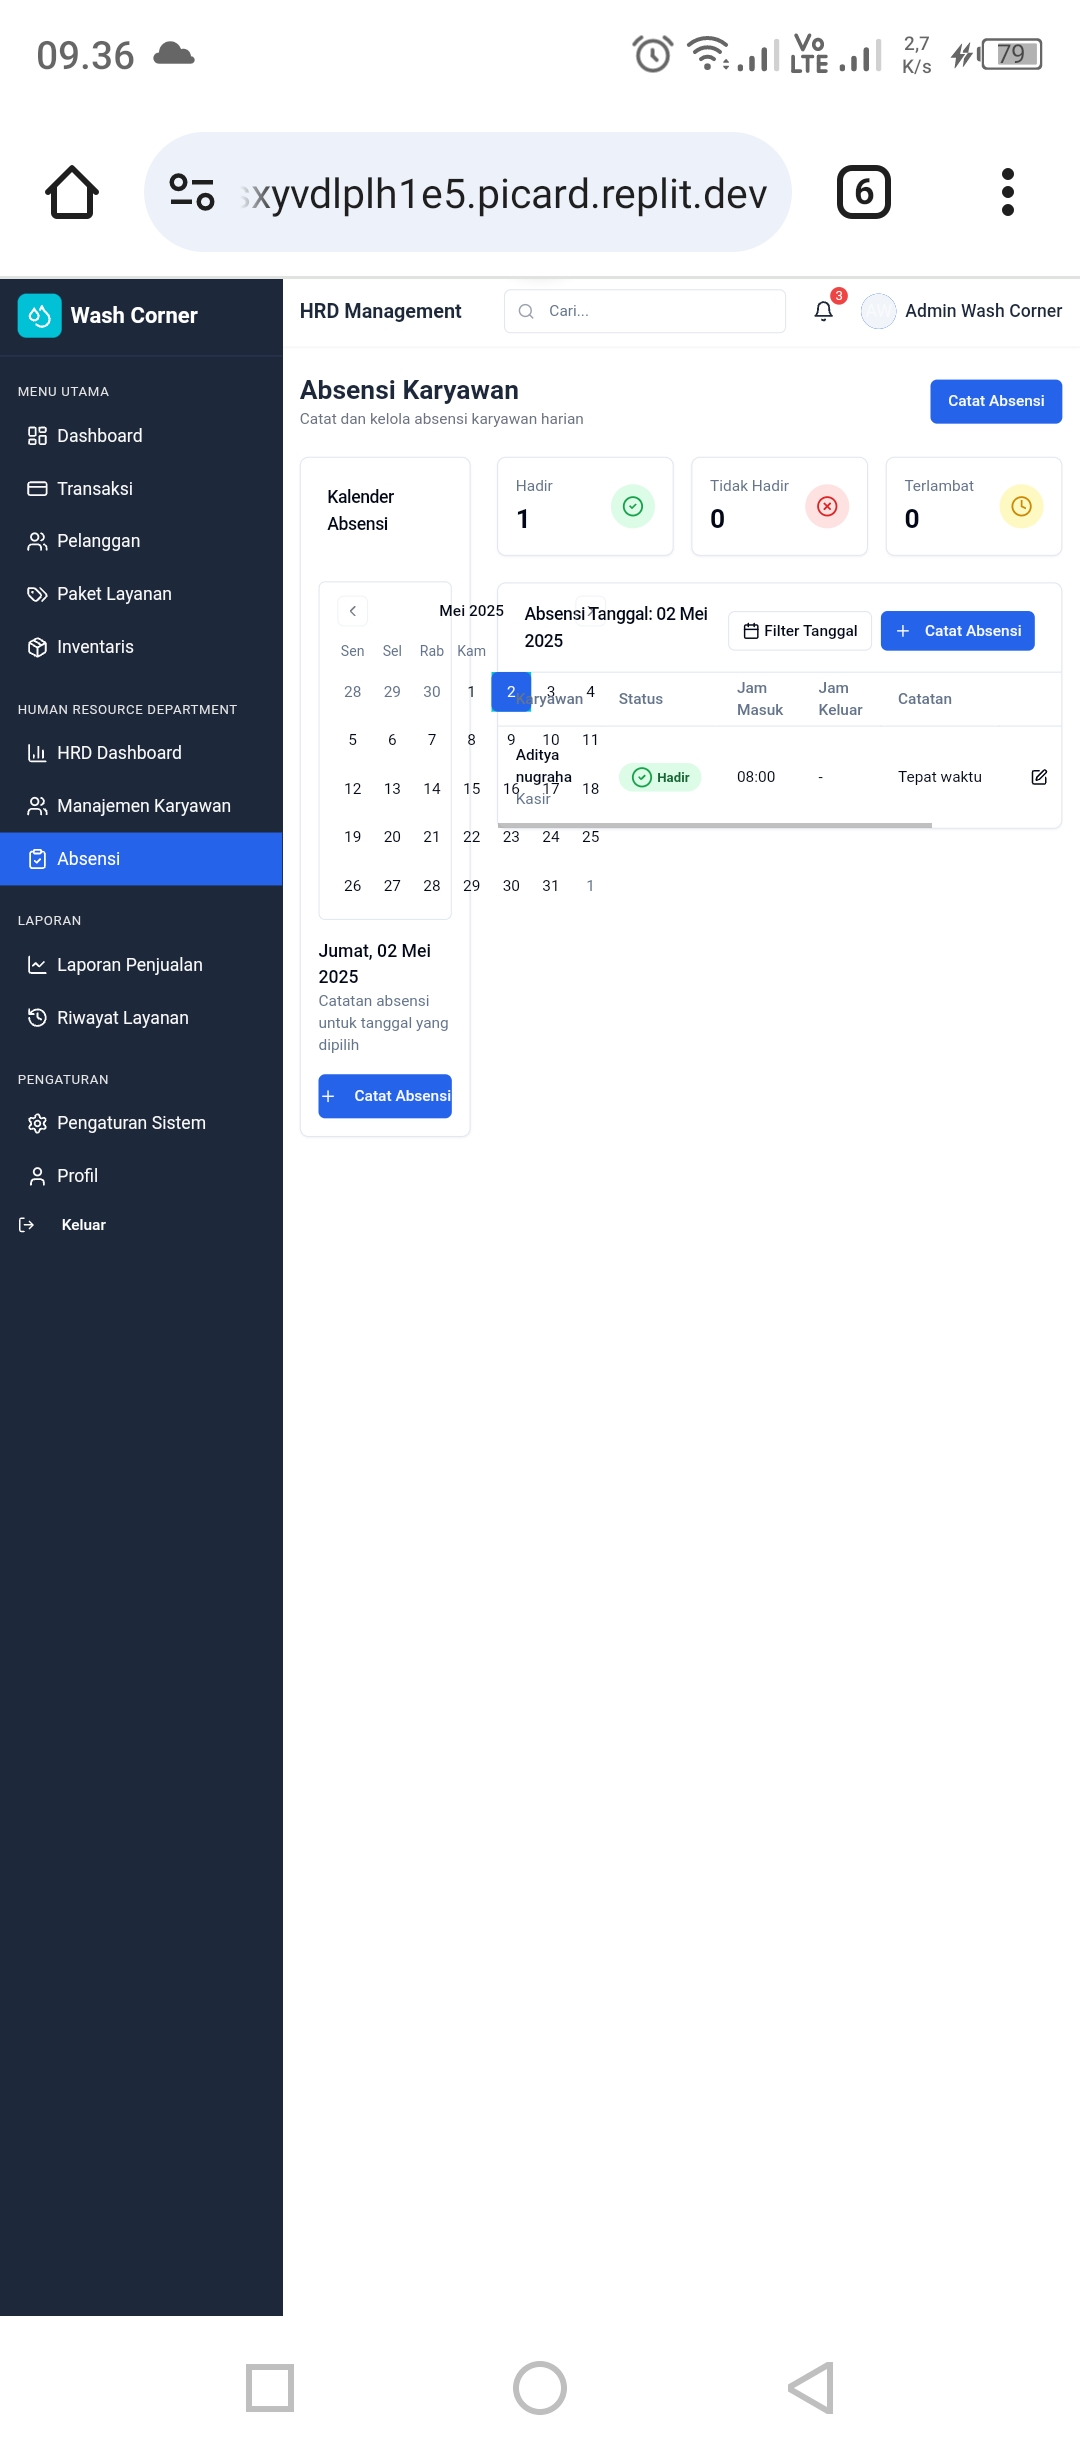 09.36
Vo LTE
2,7 K/s
79
xyvdlplh1e5.picard.replit.dev
6
Wash Corner
MENU UTAMA
Dashboard
Transaksi
Pelanggan
Paket Layanan
Inventaris
HUMAN RESOURCE DEPARTMENT
HRD Dashboard
Manajemen Karyawan
Absensi
LAPORAN
Laporan Penjualan
Riwayat Layanan
PENGATURAN
Pengaturan Sistem
Profil
Keluar
HRD Management
Cari...
3
Admin Wash Corner
Absensi Karyawan
Catat dan kelola absensi karyawan harian
Catat Absensi
Kalender
Absensi
Mei 2025
Sen Sel Rab Kam
28 29 30 1 2 3 4
5 6 7 8 9 10 11
12 13 14 15 16 17 18
19 20 21 22 23 24 25
26 27 28 29 30 31 1
Jumat, 02 Mei
2025
Catatan absensi
untuk tanggal yang
dipilih
Catat Absensi
Hadir
1
Tidak Hadir
0
Terlambat
0
Absensi Tanggal: 02 Mei
2025
Filter Tanggal
Catat Absensi
Karyawan Status Jam Masuk Jam Keluar Catatan
Aditya
nugraha
Kasir
Hadir
08:00
-
Tepat waktu